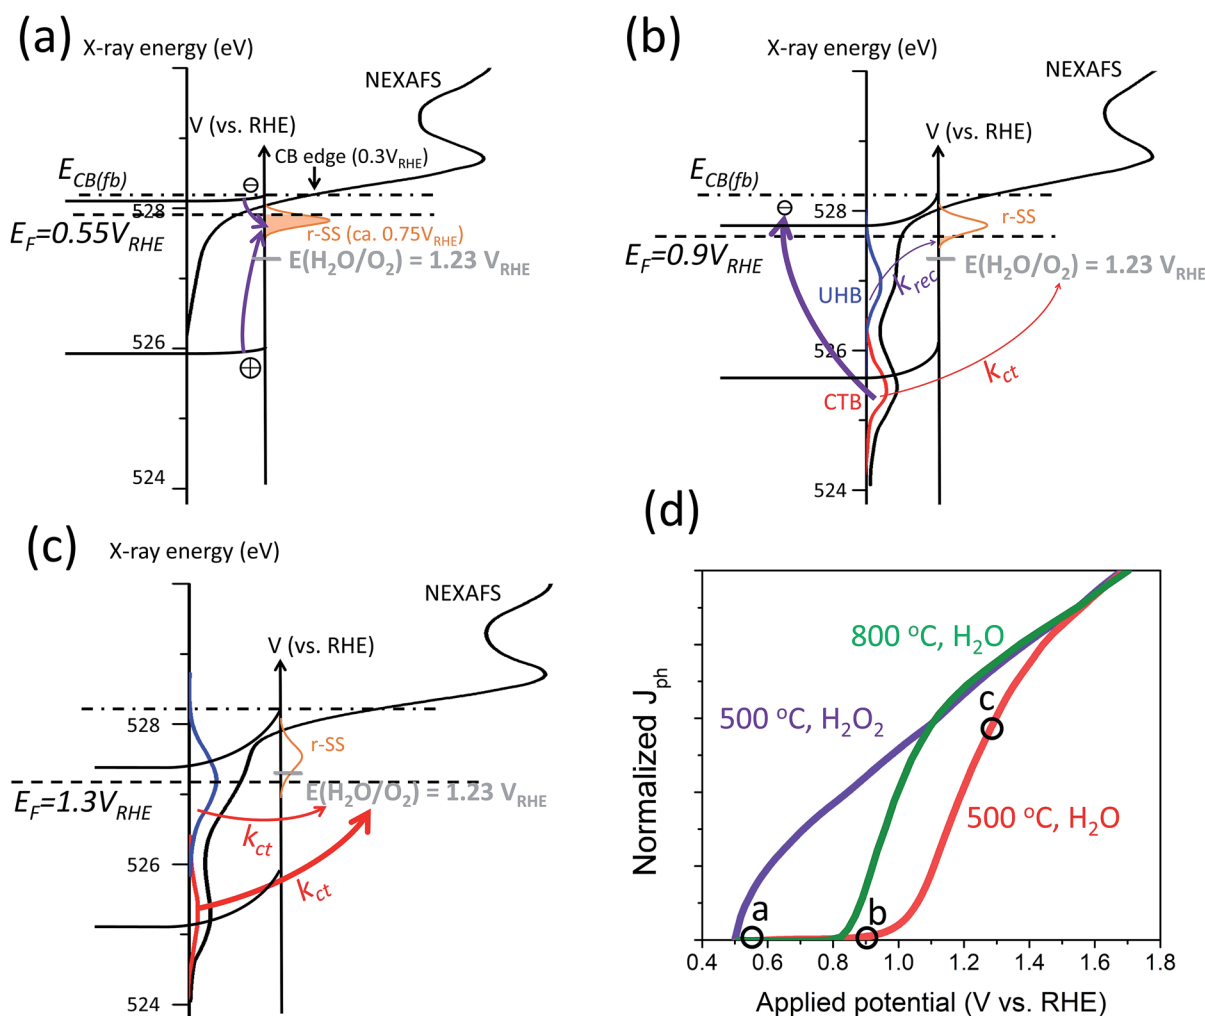 (a)
X-ray energy (eV)
NEXAFS
V (vs. RHE)
CB edge (0.3V_RHE)
E_CB(fb)
⊖
528
E_F=0.55V_RHE
r-SS (ca. 0.75V_RHE)
E(H₂O/O₂) = 1.23 V_RHE
526
⊕
524
(b)
X-ray energy (eV)
NEXAFS
V (vs. RHE)
E_CB(fb)
⊖
528
r-SS
E_F=0.9V_RHE
E(H₂O/O₂) = 1.23 V_RHE
UHB
k_rec
526
k_ct
CTB
524
(c)
X-ray energy (eV)
NEXAFS
V (vs. RHE)
528
r-SS
E_F=1.3V_RHE
E(H₂O/O₂) = 1.23 V_RHE
k_ct
526
k_ct
524
(d)
Normalized J_ph
800 °C, H₂O
500 °C, H₂O₂
c
500 °C, H₂O
a
b
0.4 0.6 0.8 1.0 1.2 1.4 1.6 1.8
Applied potential (V vs. RHE)